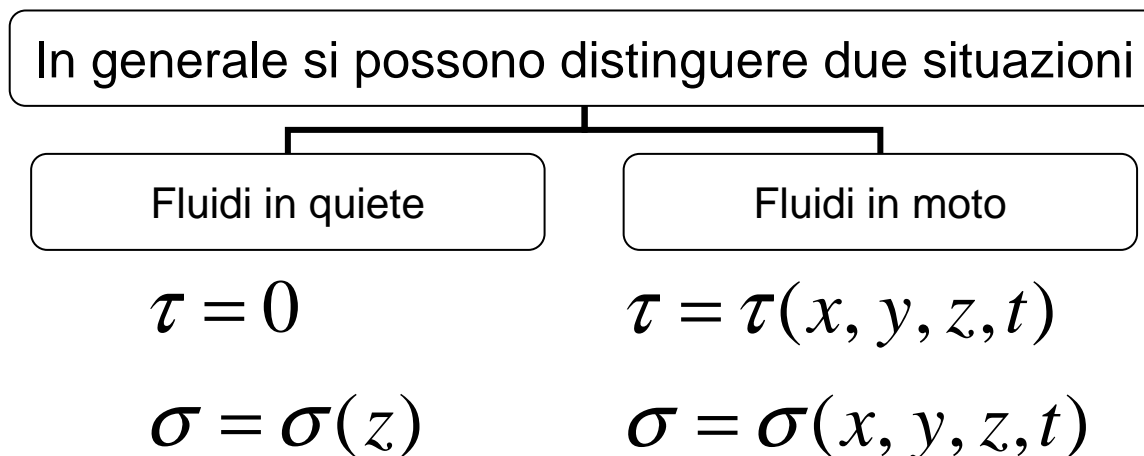 In generale si possono distinguere due situazioni
Fluidi in quiete
Fluidi in moto
τ = 0
τ = τ(x, y, z, t)
σ = σ(z)
σ = σ(x, y, z, t)